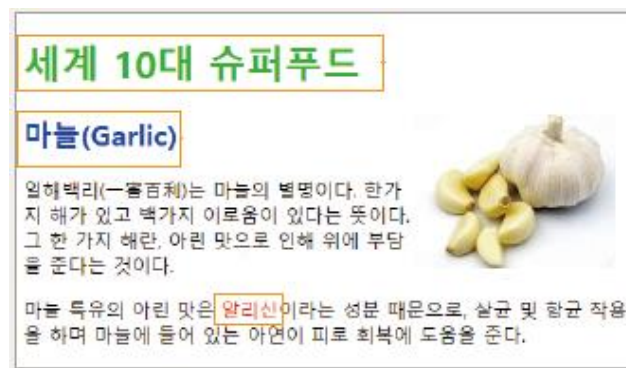 세계 10대 슈퍼푸드
마늘(Garlic)
일해백리(一害百利)는 마늘의 별명이다. 한가
지 해가 있고 백가지 이로움이 있다는 뜻이다.
그 한 가지 해란, 아린 맛으로 인해 위에 부담
을 준다는 것이다.
마늘 특유의 아린 맛은 알리신이라는 성분 때문으로, 살균 및 항균 작용
을 하며 마늘에 들어 있는 아연이 피로 회복에 도움을 준다.